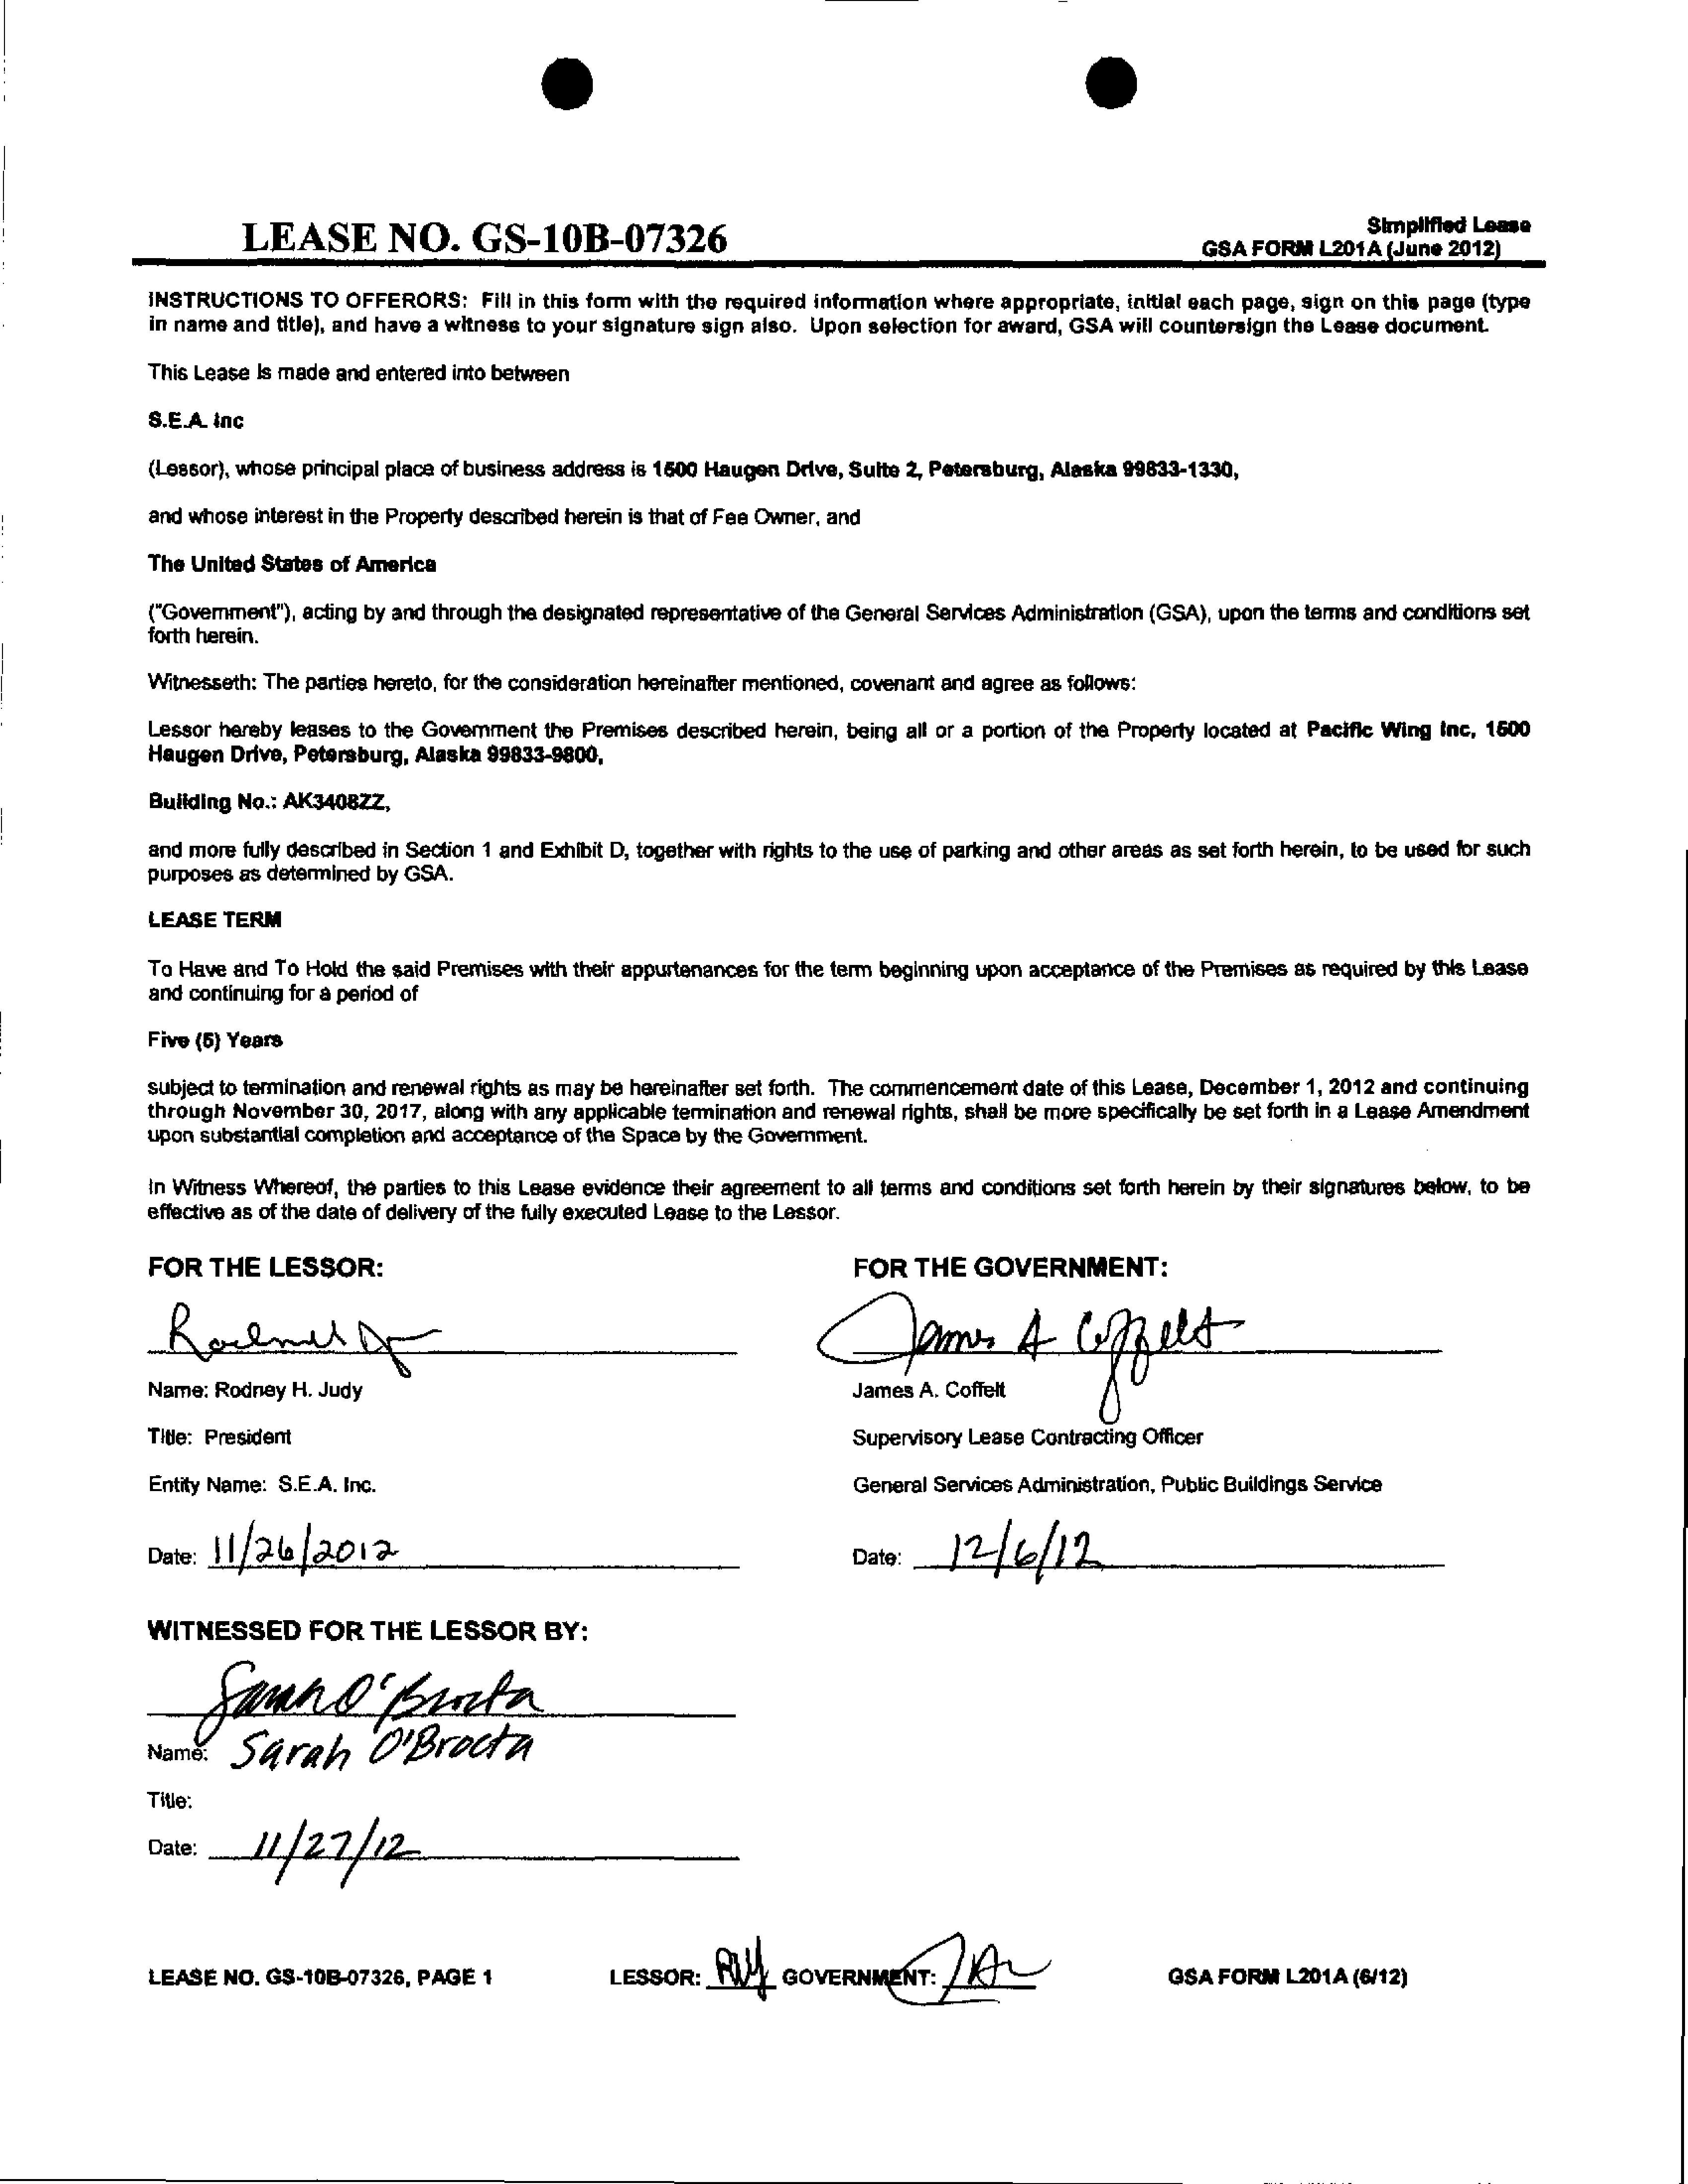 LEASE NO. GS-10B-07326
Simplified Lease
GSA FORM L201A (June 2012)
INSTRUCTIONS TO OFFERORS: Fill in this form with the required information where appropriate, initial each page, sign on this page (type
in name and title), and have a witness to your signature sign also. Upon selection for award, GSA will countersign the Lease document.
This Lease is made and entered into between
S.E.A. Inc
(Lessor), whose principal place of business address is 1500 Haugen Drive, Suite 2, Petersburg, Alaska 99833-1330,
and whose interest in the Property described herein is that of Fee Owner, and
The United States of America
("Government"), acting by and through the designated representative of the General Services Administration (GSA), upon the terms and conditions set
forth herein.
Witnesseth: The parties hereto, for the consideration hereinafter mentioned, covenant and agree as follows:
Lessor hereby leases to the Government the Premises described herein, being all or a portion of the Property located at Pacific Wing Inc, 1500
Haugen Drive, Petersburg, Alaska 99833-9800,
Building No.: AK3408ZZ,
and more fully described in Section 1 and Exhibit D, together with rights to the use of parking and other areas as set forth herein, to be used for such
purposes as determined by GSA.
LEASE TERM
To Have and To Hold the said Premises with their appurtenances for the term beginning upon acceptance of the Premises as required by this Lease
and continuing for a period of
Five (5) Years
subject to termination and renewal rights as may be hereinafter set forth. The commencement date of this Lease, December 1, 2012 and continuing
through November 30, 2017, along with any applicable termination and renewal rights, shall be more specifically be set forth in a Lease Amendment
upon substantial completion and acceptance of the Space by the Government.
In Witness Whereof, the parties to this Lease evidence their agreement to all terms and conditions set forth herein by their signatures below, to be
effective as of the date of delivery of the fully executed Lease to the Lessor.
FOR THE LESSOR:
Name: Rodney H. Judy
Title: President
Entity Name: S.E.A. Inc.
Date: 11/26/2012
FOR THE GOVERNMENT:
James A Coffelt
James A. Coffelt
Supervisory Lease Contracting Officer
General Services Administration, Public Buildings Service
Date: 12/6/12
WITNESSED FOR THE LESSOR BY:
Sarah O'Brocta
Name: Sarah O'Brocta
Title:
Date: 11/27/12
LEASE NO. GS-10B-07326, PAGE 1 LESSOR: GOVERNMENT: GSA FORM L201A (6/12)